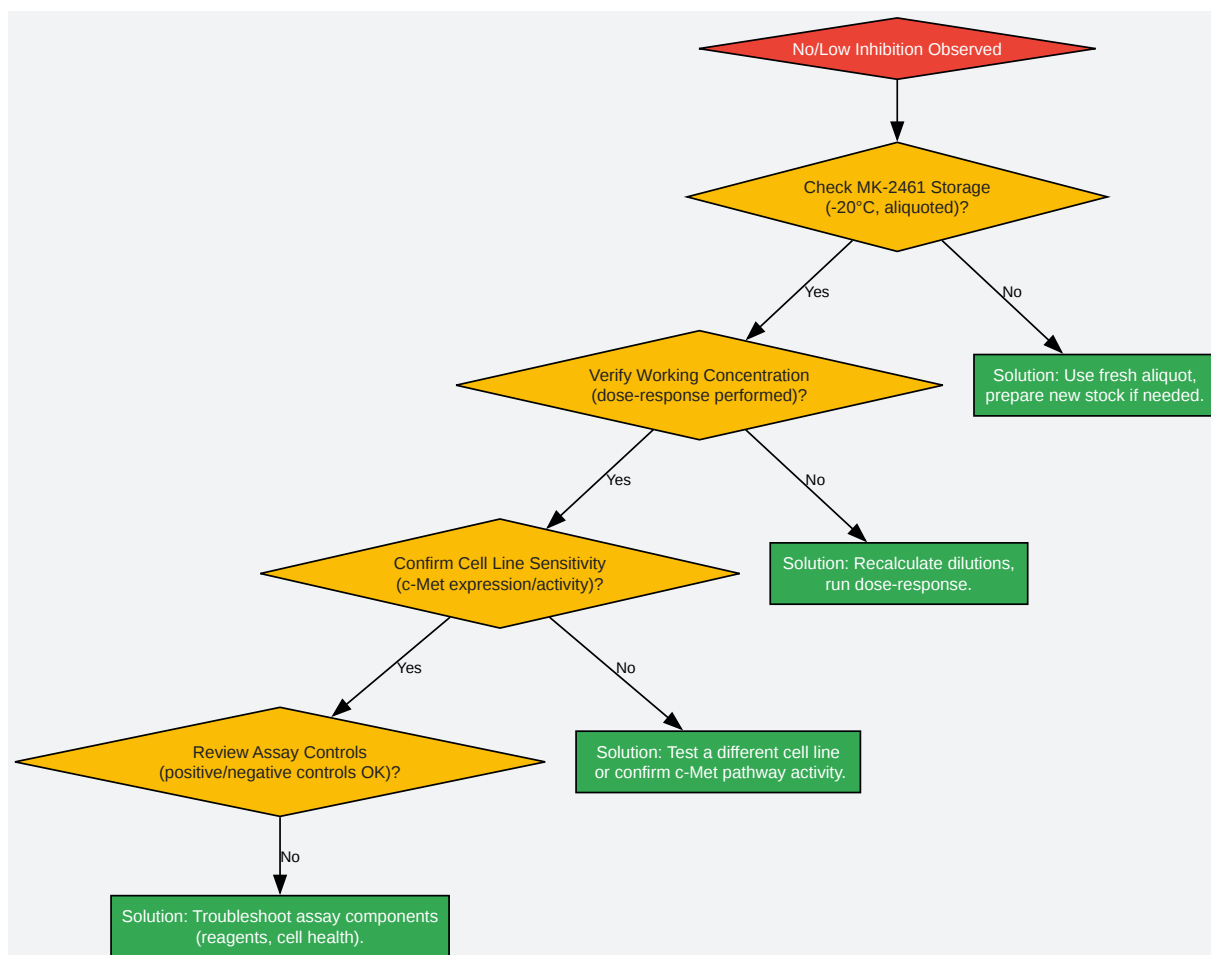 No/Low Inhibition Observed
Check MK-2461 Storage
(-20°C, aliquoted)?
Yes
No
Verify Working Concentration
(dose-response performed)?
Solution: Use fresh aliquot,
prepare new stock if needed.
Yes
No
Confirm Cell Line Sensitivity
(c-Met expression/activity)?
Solution: Recalculate dilutions,
run dose-response.
Yes
No
Review Assay Controls
(positive/negative controls OK)?
Solution: Test a different cell line
or confirm c-Met pathway activity.
No
Solution: Troubleshoot assay components
(reagents, cell health).